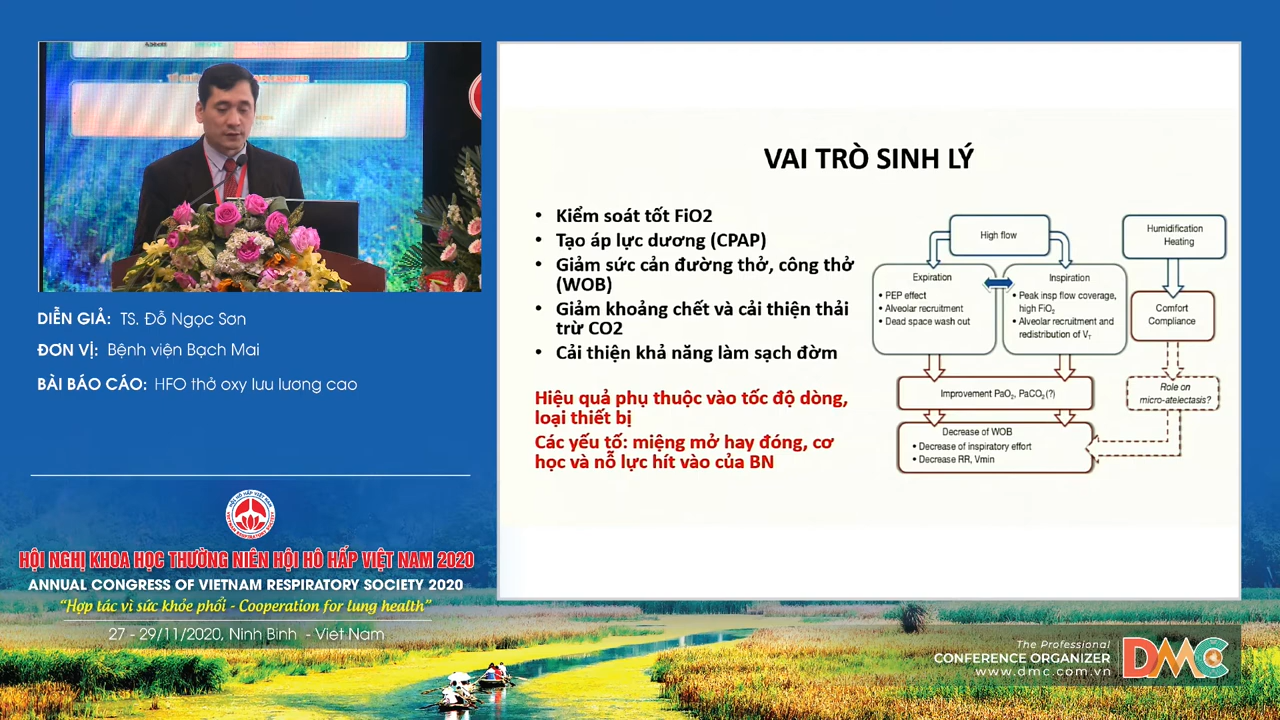 DIỄN GIẢ: TS. Đỗ Ngọc Sơn
ĐƠN VỊ: Bệnh viện Bạch Mai
BÀI BÁO CÁO: HFO thở oxy lưu lượng cao
HỘI HÔ HẤP VIỆT NAM
VIETNAM RESPIRATORY SOCIETY
HỘI NGHỊ KHOA HỌC THƯỜNG NIÊN HỘI HÔ HẤP VIỆT NAM 2020
ANNUAL CONGRESS OF VIETNAM RESPIRATORY SOCIETY 2020
“Hợp tác vì sức khỏe phổi - Cooperation for lung health”
27 - 29/11/2020, Ninh Bình - Việt Nam
VAI TRÒ SINH LÝ
• Kiểm soát tốt FiO2
• Tạo áp lực dương (CPAP)
• Giảm sức cản đường thở, công thở
(WOB)
• Giảm khoảng chết và cải thiện thải
trừ CO2
• Cải thiện khả năng làm sạch đờm
Hiệu quả phụ thuộc vào tốc độ dòng,
loại thiết bị
Các yếu tố: miệng mở hay đóng, cơ
học và nỗ lực hít vào của BN
High flow
Humidification
Heating
Expiration
• PEP effect
• Alveolar recruitment
• Dead space wash out
Inspiration
• Peak insp flow coverage,
high FiO2
• Alveolar recruitment and
redistribution of VT
Comfort
Compliance
Improvement PaO2, PaCO2(?)
Role on
micro-atelectasis?
Decrease of WOB
• Decrease of inspiratory effort
• Decrease RR, Vmin
The Professional
CONFERENCE ORGANIZER
www.dmc.com.vn
DMC